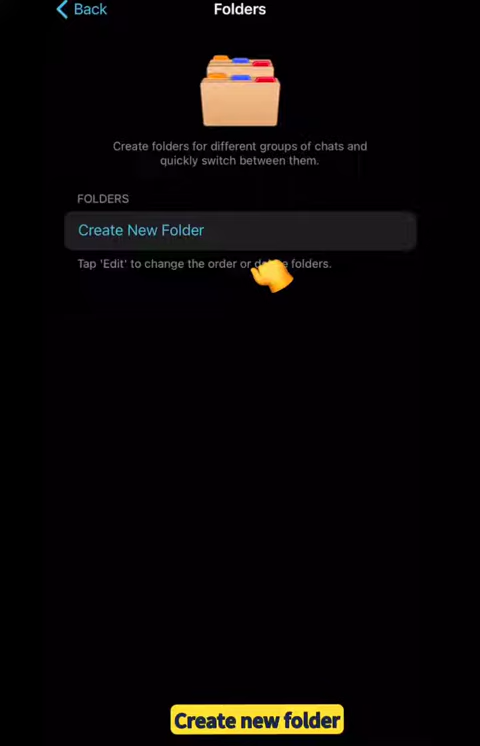 Back
Folders
Create folders for different groups of chats and
quickly switch between them.
FOLDERS
Create New Folder
Tap 'Edit' to change the order or folders.
Create new folder